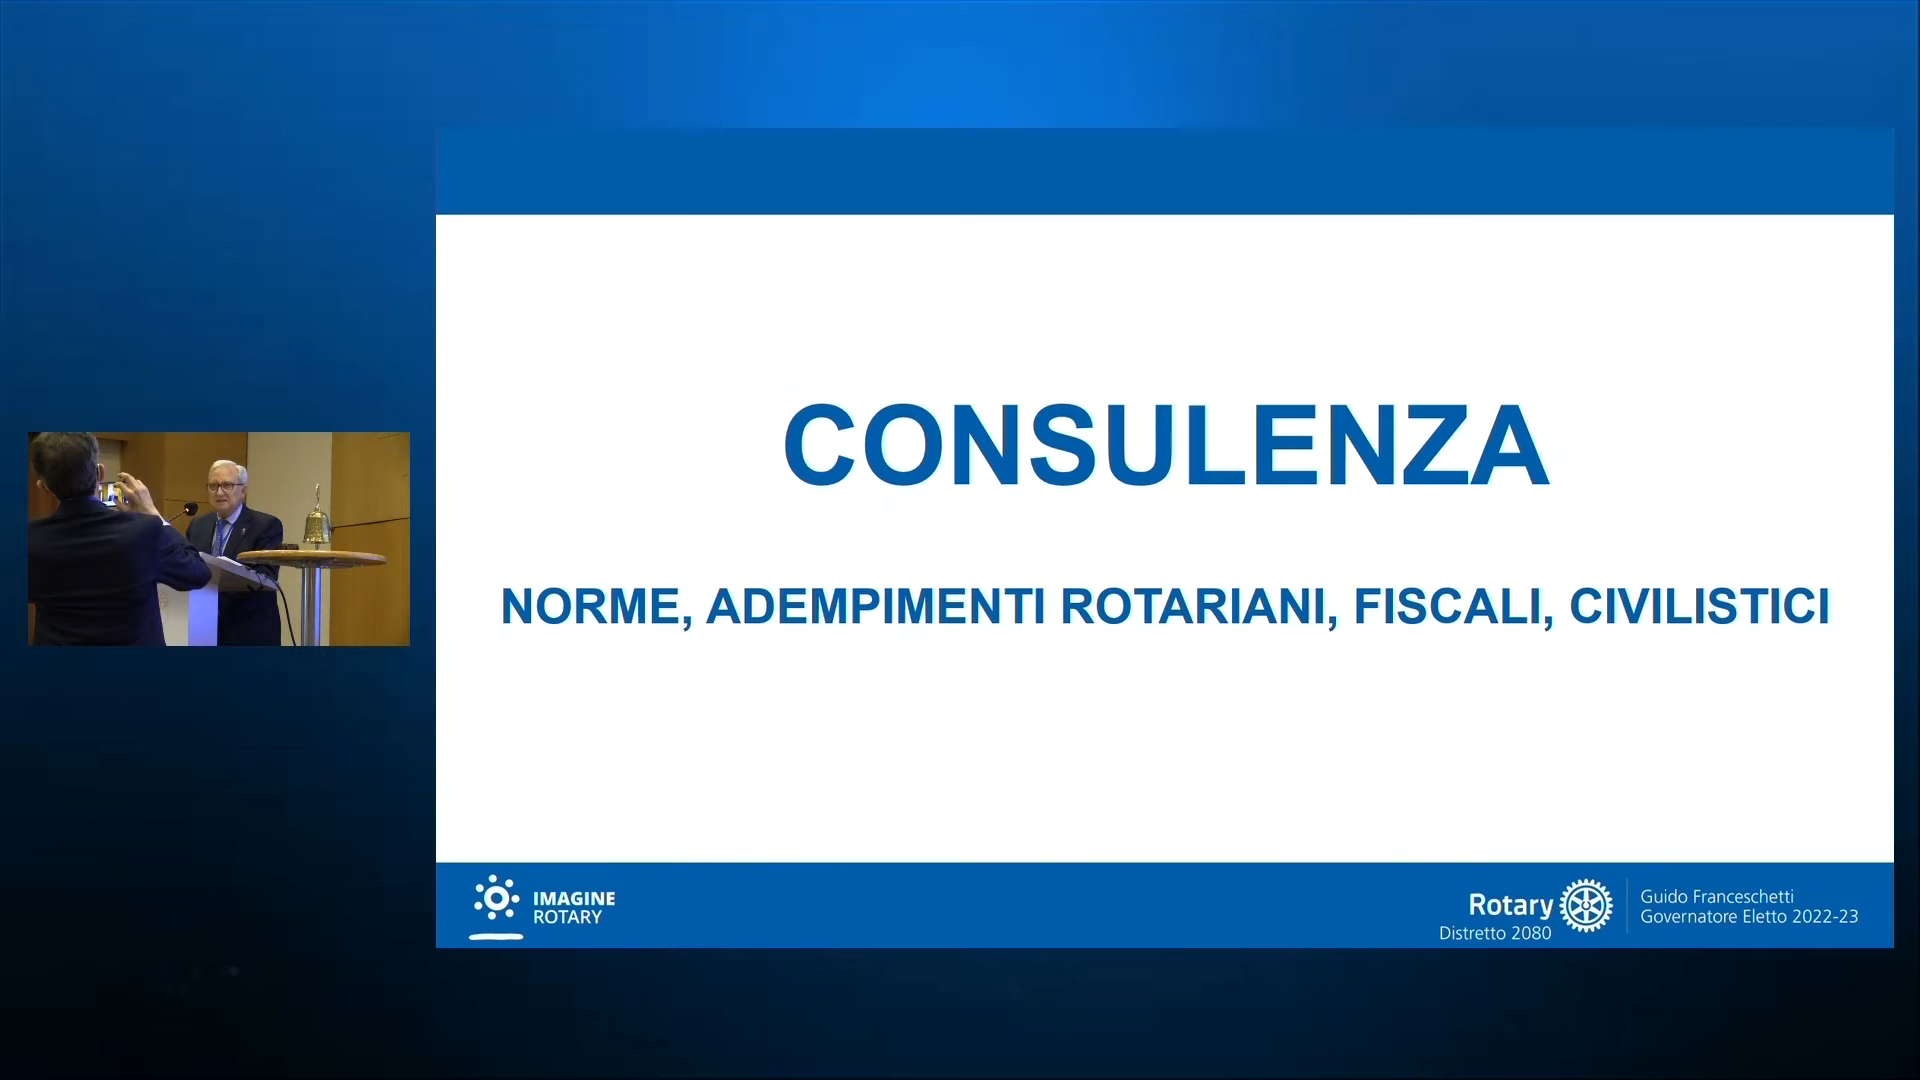 CONSULENZA
NORME, ADEMPIMENTI ROTARIANI, FISCALI, CIVILISTICI
IMAGINE
ROTARY
Rotary
Distretto 2080
Guido Franceschetti
Governatore Eletto 2022-23